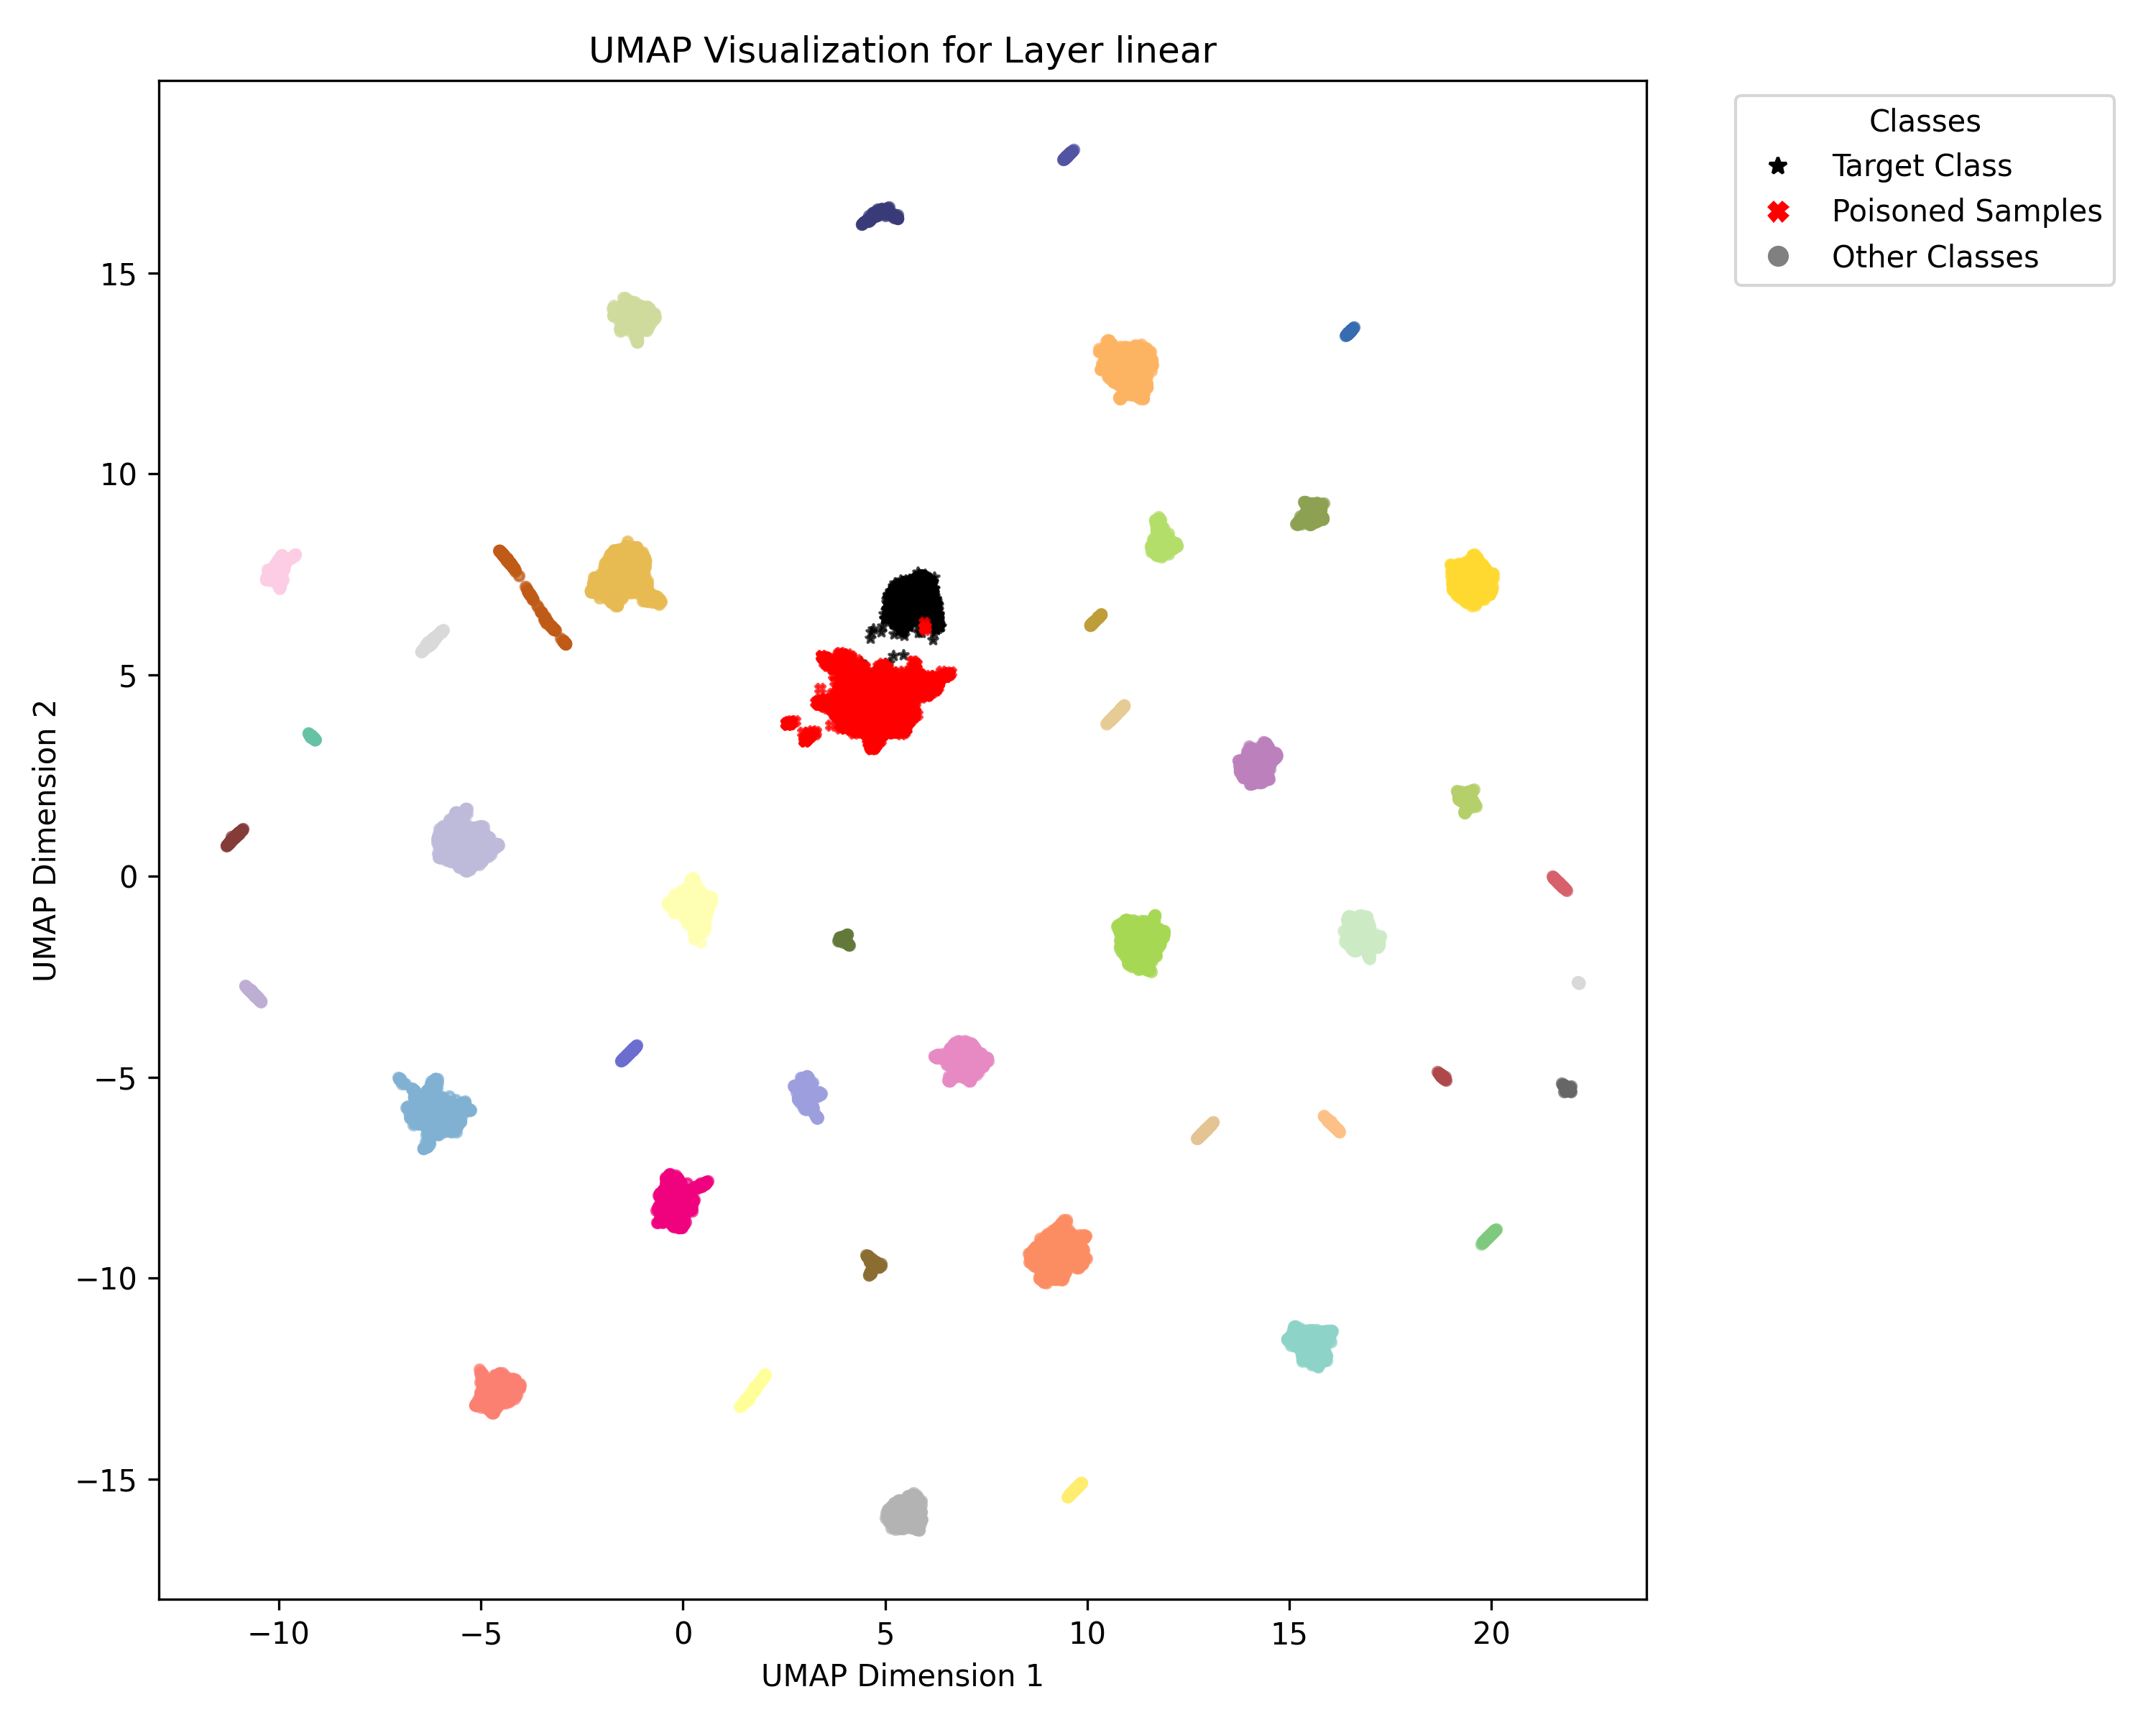 UMAP Visualization for Layer linear
Classes
Target Class
Poisoned Samples
Other Classes
UMAP Dimension 2
15
10
5
0
−5
−10
−15
−10
−5
0
5
10
15
20
UMAP Dimension 1